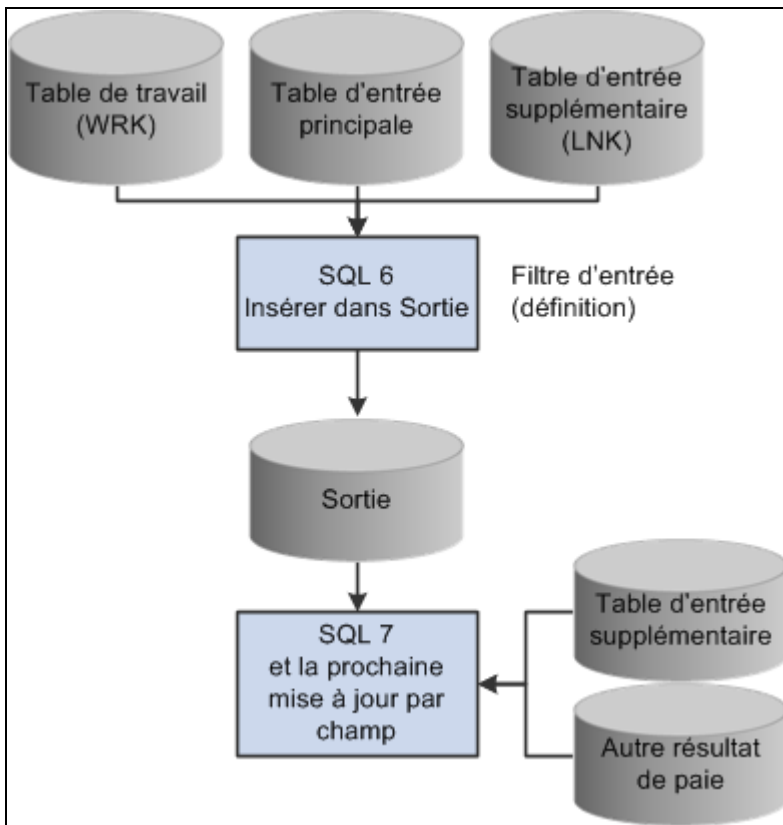 Table de travail
(WRK)
Table d'entrée
principale
Table d'entrée
supplémentaire
(LNK)
SQL 6
Insérer dans Sortie
Filtre d'entrée
(définition)
Sortie
SQL 7
et la prochaine
mise à jour par
champ
Table d'entrée
supplémentaire
Autre résultat
de paie